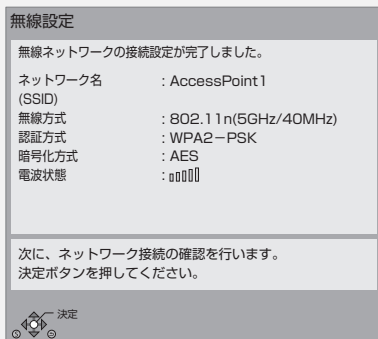 無線設定
無線ネットワークの接続設定が完了しました。
ネットワーク名 : AccessPoint1
(SSID)
無線方式 : 802.11n(5GHz/40MHz)
認証方式 : WPA2-PSK
暗号化方式 : AES
電波状態 :
次に、ネットワーク接続の確認を行います。
決定ボタンを押してください。
決定